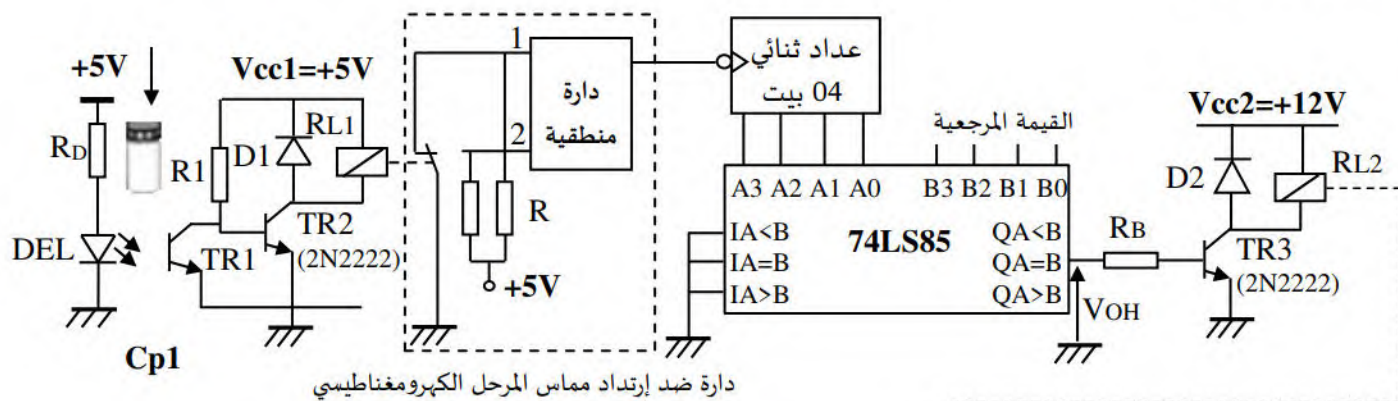 +5V
RD
DEL
Cp1
Vcc1=+5V
R1
D1
RL1
TR1
TR2
(2N2222)
1
2
R
+5V
دارة
منطقية
دارة ضد إرتداد مماس المرحل الكهرومغناطيسي
عداد ثنائي
04 بيت
القيمة المرجعية
A3 A2 A1 A0 B3 B2 B1 B0
IA<B QA<B
IA=B 74LS85 QA=B
IA>B QA>B
VOH
RB
Vcc2=+12V
D2
RL2
TR3
(2N2222)